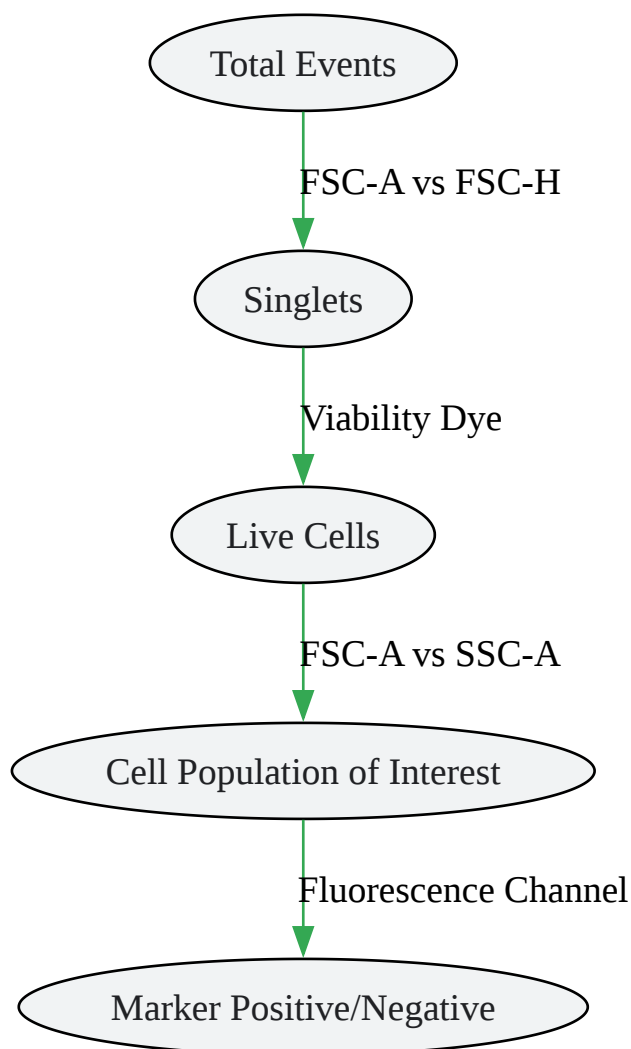 Total Events
FSC-A vs FSC-H
Singlets
Viability Dye
Live Cells
FSC-A vs SSC-A
Cell Population of Interest
Fluorescence Channel
Marker Positive/Negative